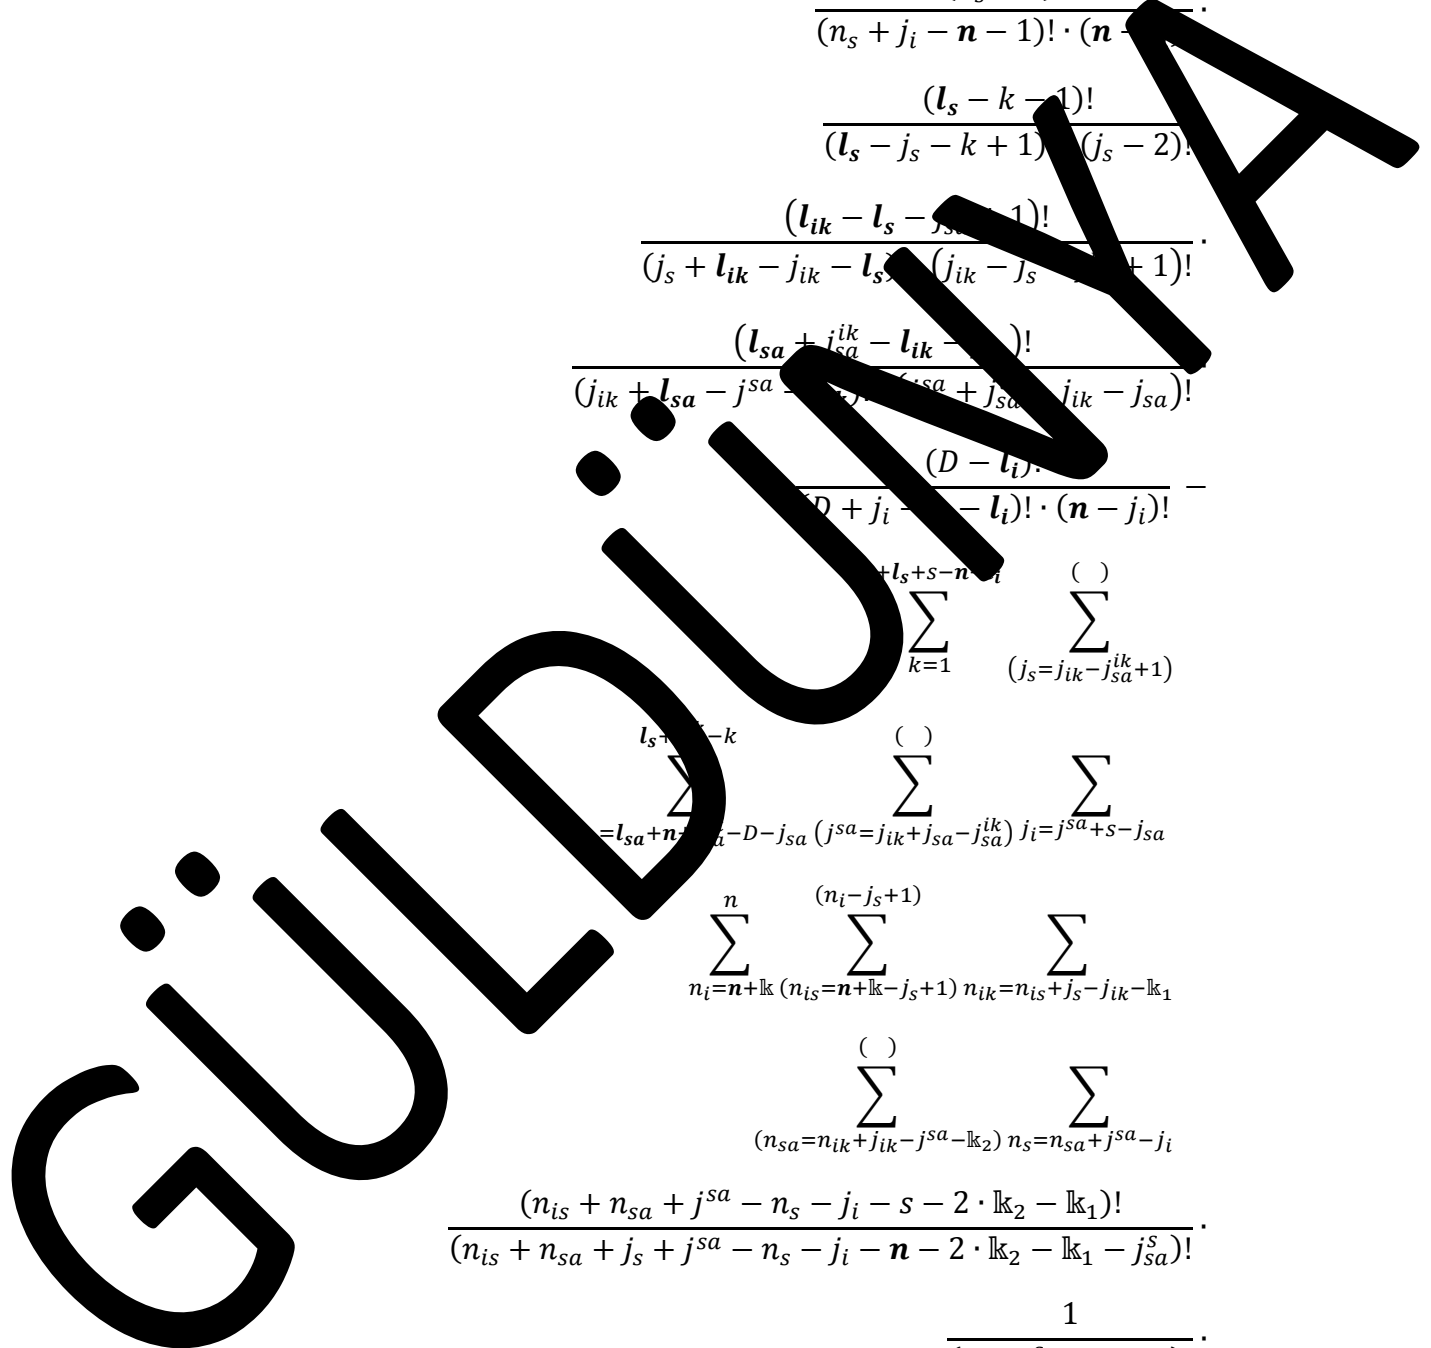 (n_s + j_i − n − 1)! · (n
(l_s − k − 1)!
(l_s − j_s − k + 1) (j_s − 2)!
(l_ik − l_s − 1)!
(j_s + l_ik − j_ik − l_s) (j_ik − j_s + 1)! ·
(l_sa + j_sa^ik − l_ik − )!
(j_ik + l_sa − j^sa − j^sa + j_sa j_ik − j_sa)!
(D − l_i)!
(D + j_i − − l_i)! · (n − j_i)! −
+l_s+s−n ( )
∑ ∑
k=1 (j_s=j_ik−j_sa^ik+1)
l_s+ −k ( )
∑ ∑ ∑
=l_sa+n+ −D−j_sa (j^sa=j_ik+j_sa−j_sa^ik) j_i=j^sa+s−j_sa
n (n_i−j_s+1)
∑ ∑ ∑
n_i=n+𝕜 (n_is=n+𝕜−j_s+1) n_ik=n_is+j_s−j_ik−𝕜_1
( )
∑ ∑
(n_sa=n_ik+j_ik−j^sa−𝕜_2) n_s=n_sa+j^sa−j_i
(n_is + n_sa + j^sa − n_s − j_i − s − 2 · 𝕜_2 − 𝕜_1)!
(n_is + n_sa + j_s + j^sa − n_s − j_i − n − 2 · 𝕜_2 − 𝕜_1 − j_sa^s)! ·
1
GÜLDÜNYA